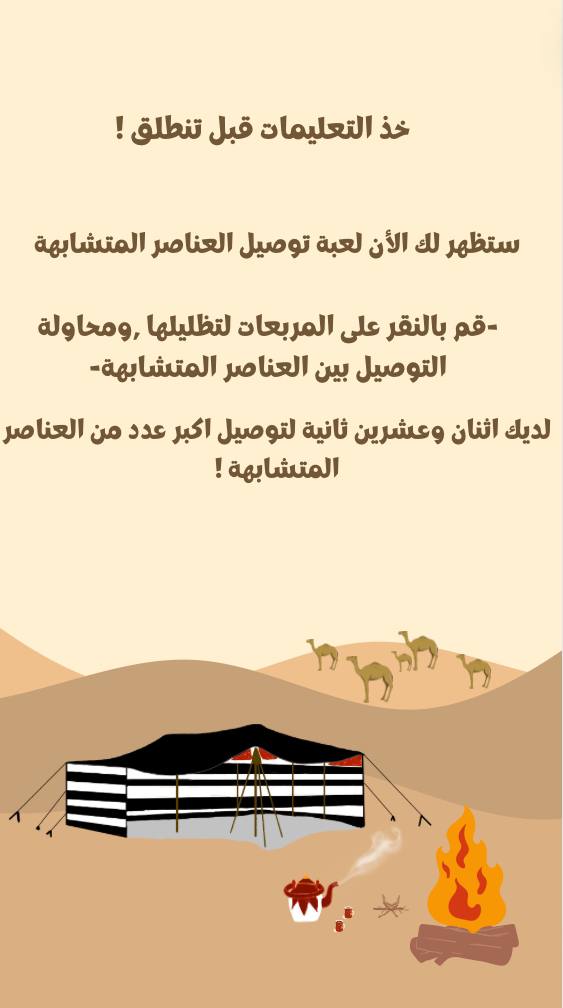 خذ التعليمات قبل تنطلق !
ستظهر لك الأن لعبة توصيل العناصر المتشابهة
-قم بالنقر على المربعات لتظليلها ,ومحاولة
التوصيل بين العناصر المتشابهة-
لديك اثنان وعشرين ثانية لتوصيل اكبر عدد من العناصر
المتشابهة !